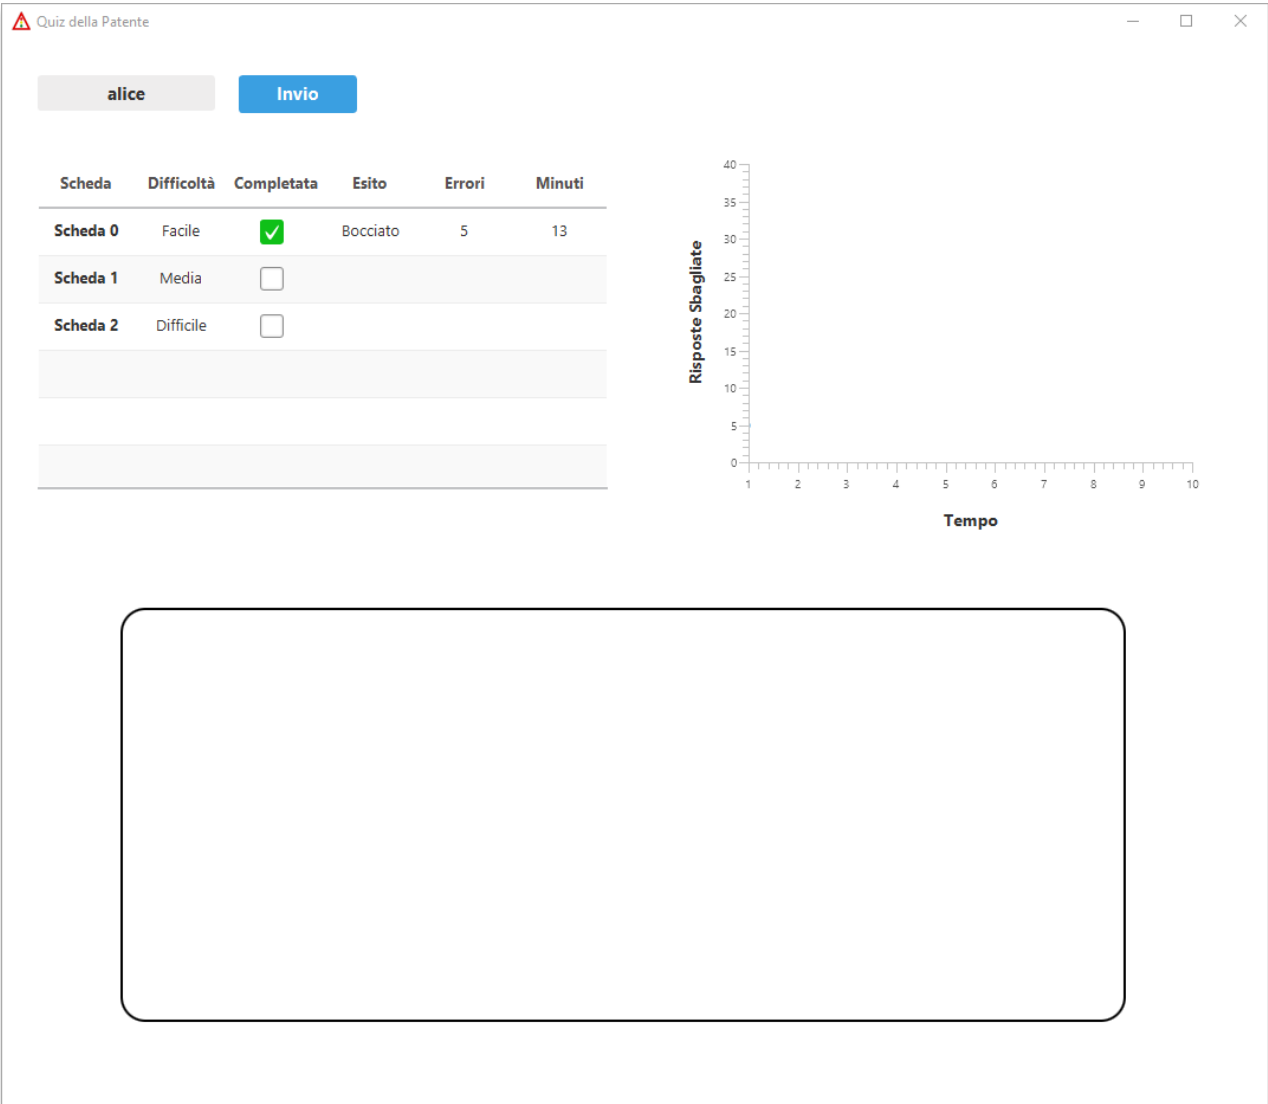 Quiz della Patente
alice
Invio
Scheda Difficoltà Completata Esito Errori Minuti
Scheda 0 Facile Bocciato 5 13
Scheda 1 Media
Scheda 2 Difficile
Risposte Sbagliate
40
35
30
25
20
15
10
5
0
1 2 3 4 5 6 7 8 9 10
Tempo